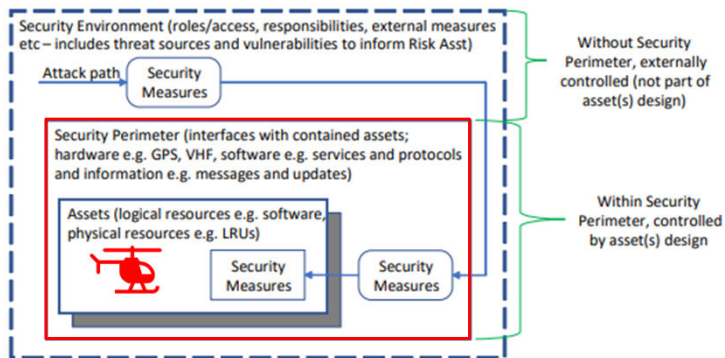 Security Environment (roles/access, responsibilities, external measures
etc – includes threat sources and vulnerabilities to inform Risk Asst)
Attack path
Security
Measures
Without Security
Perimeter, externally
controlled (not part of
asset(s) design)
Security Perimeter (interfaces with contained assets;
hardware e.g. GPS, VHF, software e.g. services and protocols
and information e.g. messages and updates)
Assets (logical resources e.g. software,
physical resources e.g. LRUs)
Security
Measures
Security
Measures
Within Security
Perimeter, controlled
by asset(s) design